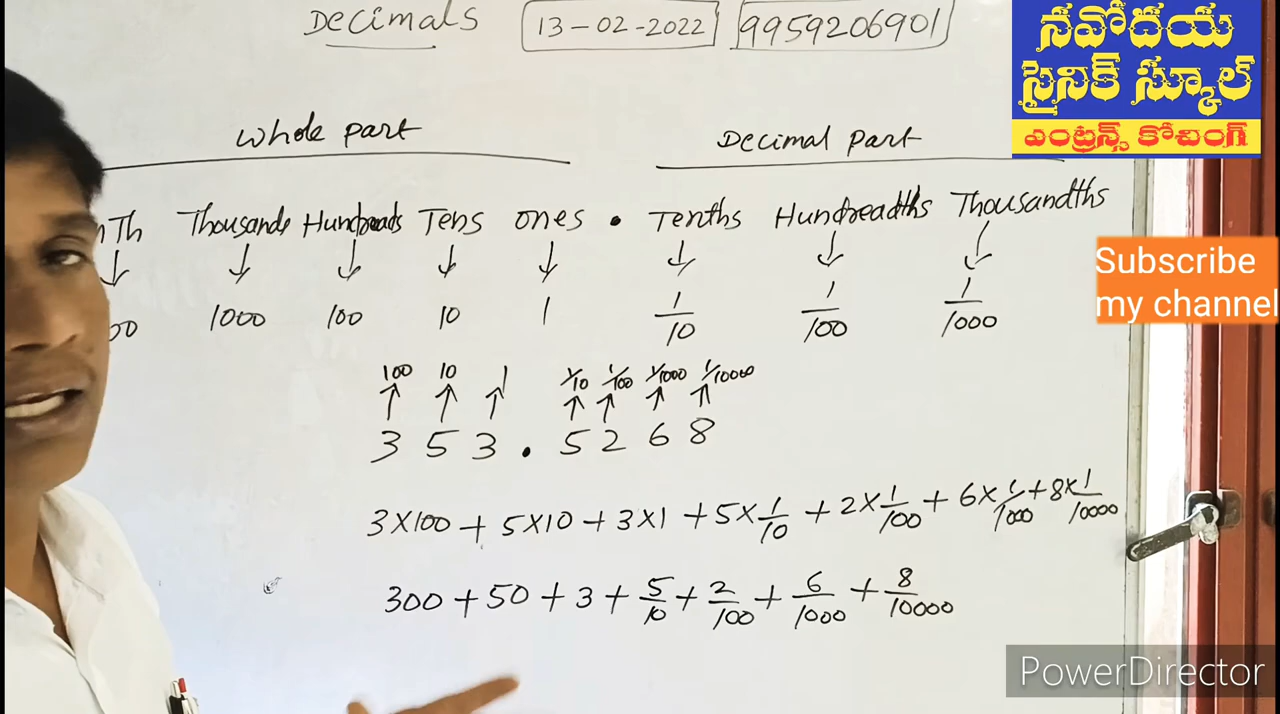 Decimals 13-02-2022 9959206901
నవోదయ
సైనిక్ స్కూల్
ఎంట్రన్స్ కోచింగ్
Whole part Decimal part
Th Thousands Hundreads Tens ones . Tenths Hundreadths Thousandths
↓ ↓ ↓ ↓ ↓ ↓ ↓ ↓
00 1000 100 10 1 1/10 1/100 1/1000
Subscribe
my channel
100 10 1 1/10 1/100 1/1000 1/10000
↑ ↑ ↑ ↑ ↑ ↑ ↑
3 5 3 . 5 2 6 8
3×100 + 5×10 + 3×1 + 5×1/10 + 2×1/100 + 6×1/1000 + 8×1/10000
300 + 50 + 3 + 5/10 + 2/100 + 6/1000 + 8/10000
PowerDirector